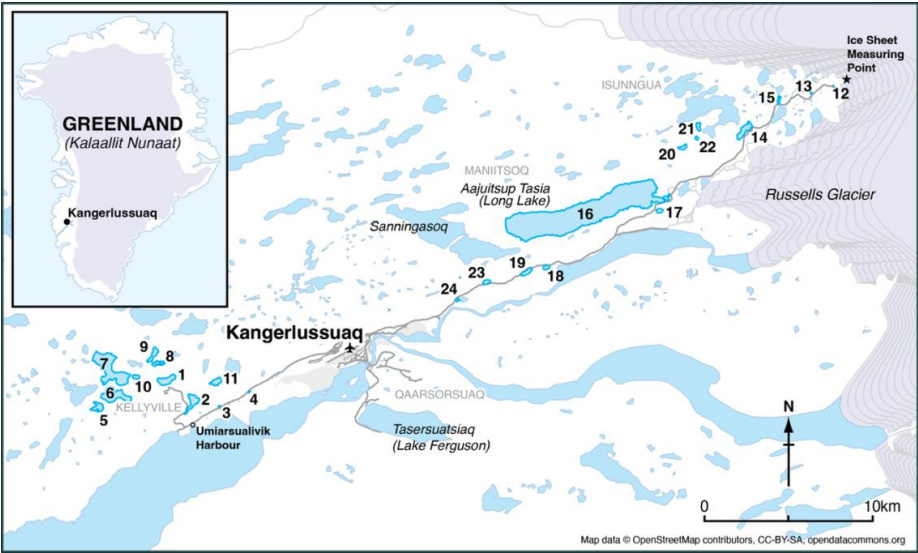 GREENLAND
(Kalaallit Nunaat)
Kangerlussuaq
Ice Sheet
Measuring
Point
ISUNNGUA
15
13
12
14
21
22
20
MANIITSOQ
Aajuitsup Tasia
(Long Lake)
16
17
Russells Glacier
Sanningasoq
19
18
23
24
Kangerlussuaq
9
8
7
1
10
11
6
2
KELLYVILLE
5
3
4
Umiarsualivik
Harbour
QAARSORSUAQ
Tasersuatsiaq
(Lake Ferguson)
N
0
10km
Map data © OpenStreetMap contributors, CC-BY-SA, opendatacommons.org